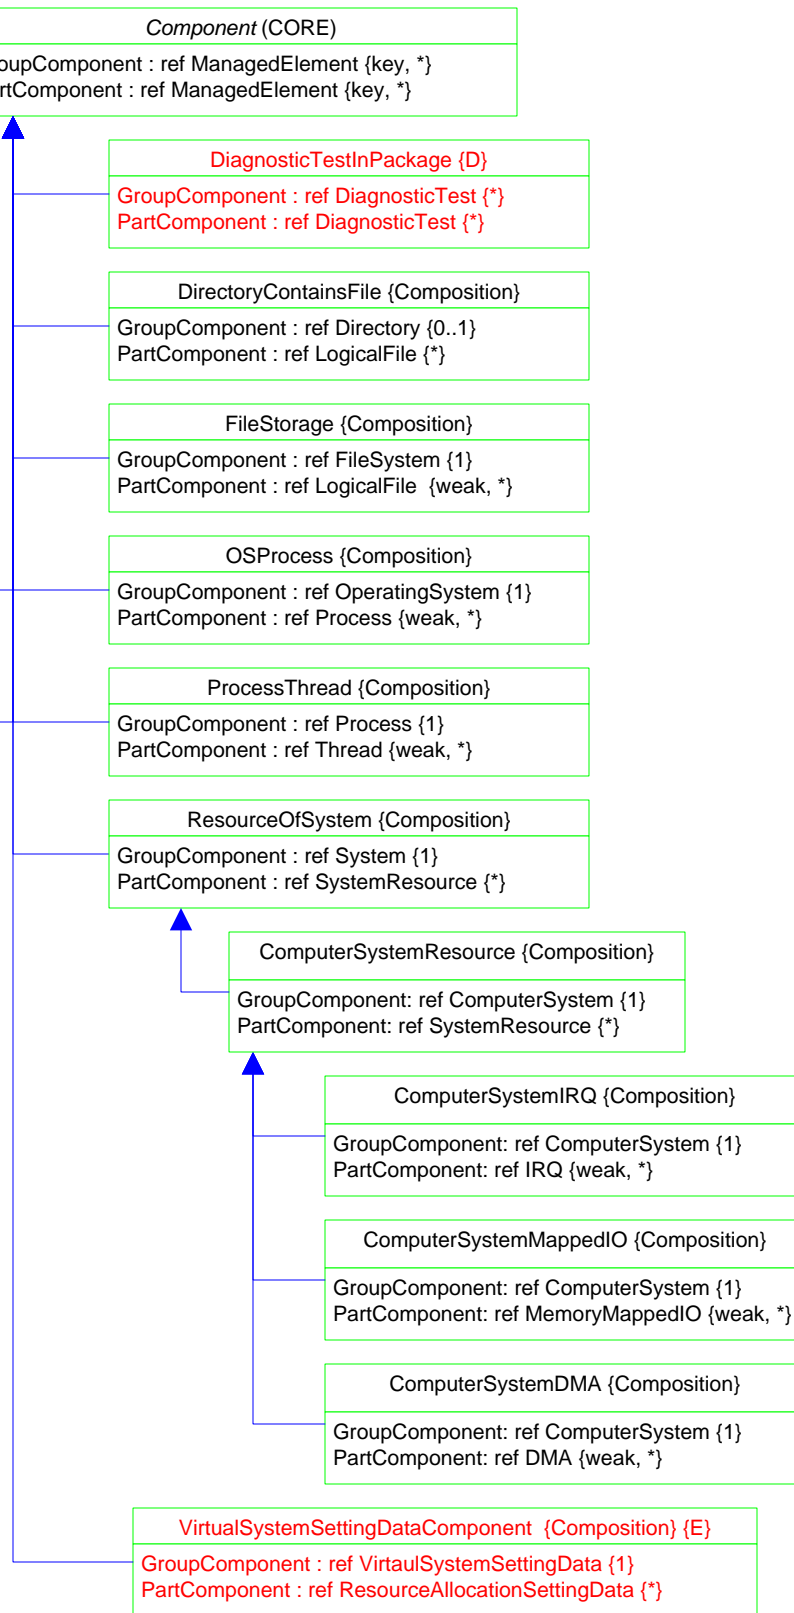 Component (CORE)
oupComponent : ref ManagedElement {key, *}
rtComponent : ref ManagedElement {key, *}
DiagnosticTestInPackage {D}
GroupComponent : ref DiagnosticTest {*}
PartComponent : ref DiagnosticTest {*}
DirectoryContainsFile {Composition}
GroupComponent : ref Directory {0..1}
PartComponent : ref LogicalFile {*}
FileStorage {Composition}
GroupComponent : ref FileSystem {1}
PartComponent : ref LogicalFile  {weak, *}
OSProcess {Composition}
GroupComponent : ref OperatingSystem {1}
PartComponent : ref Process {weak, *}
ProcessThread {Composition}
GroupComponent : ref Process {1}
PartComponent : ref Thread {weak, *}
ResourceOfSystem {Composition}
GroupComponent : ref System {1}
PartComponent : ref SystemResource {*}
ComputerSystemResource {Composition}
GroupComponent: ref ComputerSystem {1}
PartComponent: ref SystemResource {*}
ComputerSystemIRQ {Composition}
GroupComponent: ref ComputerSystem {1}
PartComponent: ref IRQ {weak, *}
ComputerSystemMappedIO {Composition}
GroupComponent: ref ComputerSystem {1}
PartComponent: ref MemoryMappedIO {weak, *}
ComputerSystemDMA {Composition}
GroupComponent: ref ComputerSystem {1}
PartComponent: ref DMA {weak, *}
VirtualSystemSettingDataComponent  {Composition} {E}
GroupComponent : ref VirtaulSystemSettingData {1}
PartComponent : ref ResourceAllocationSettingData {*}